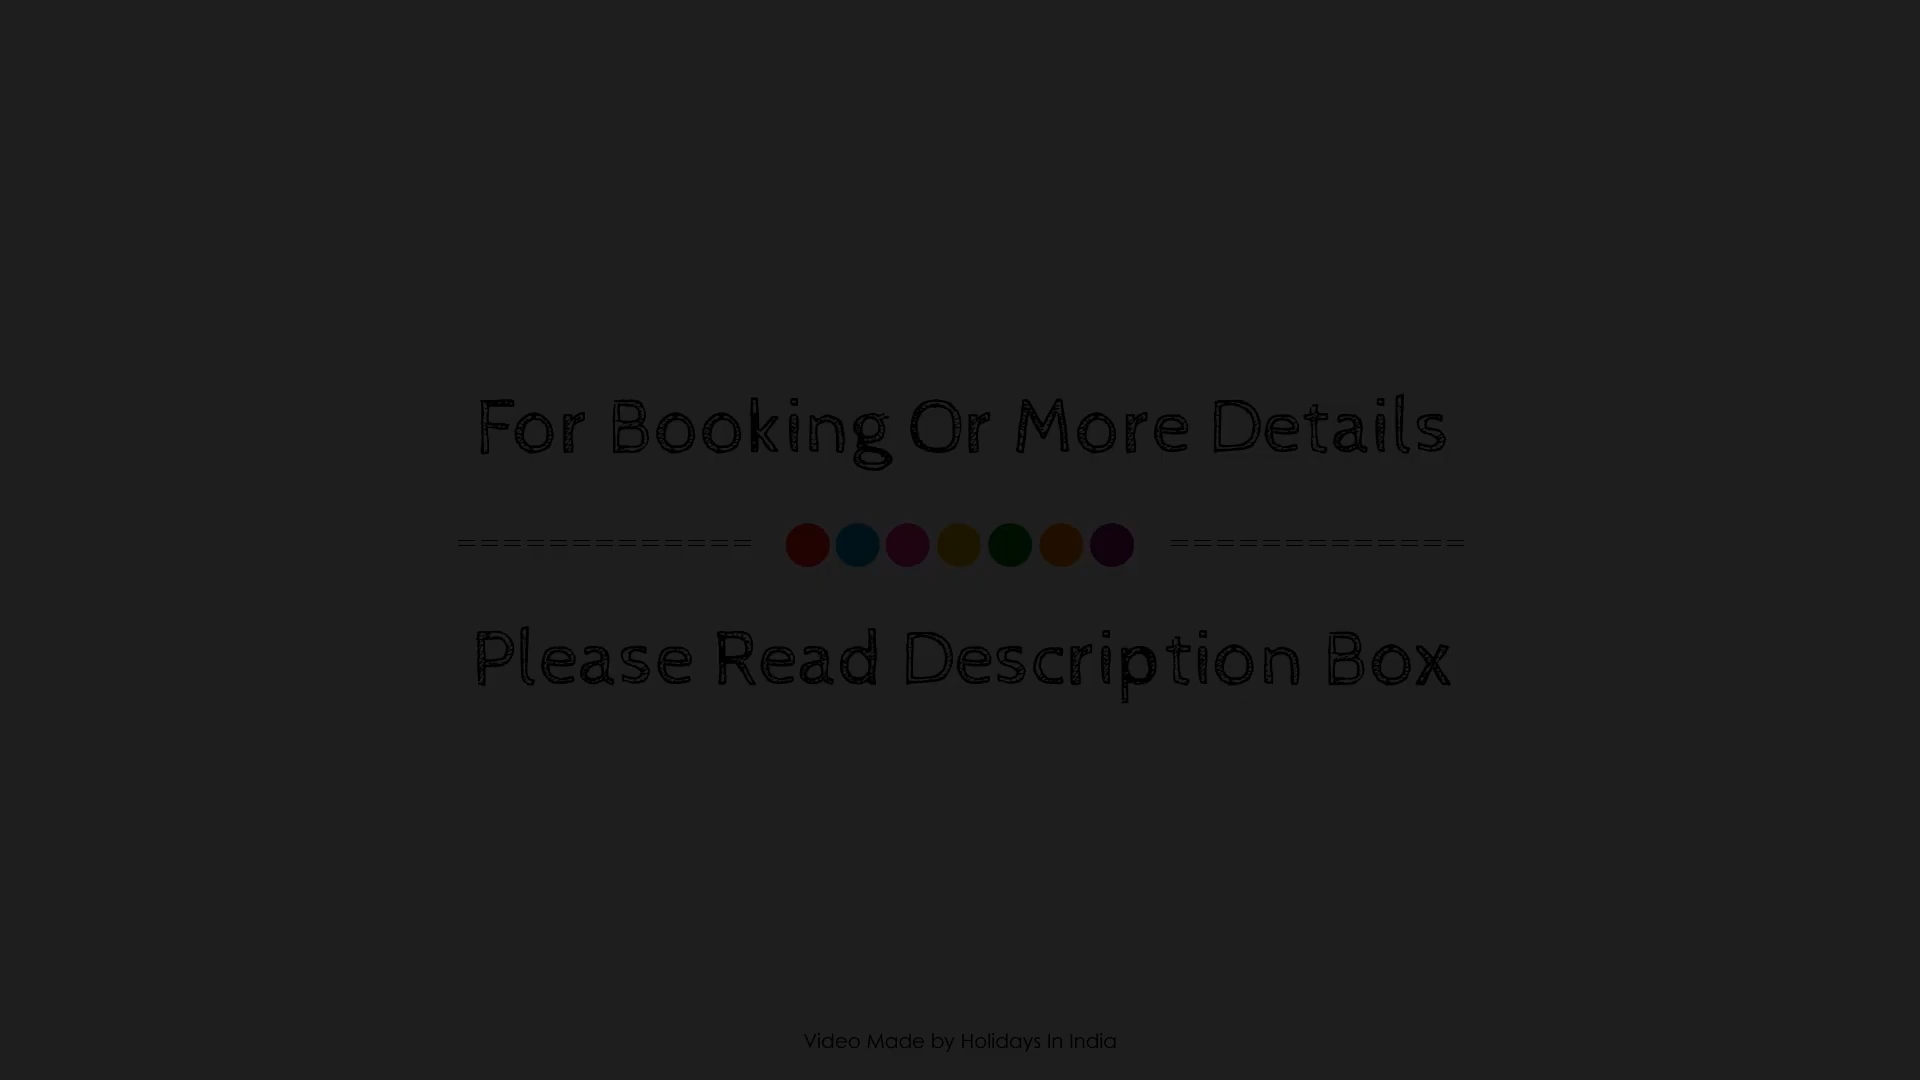 For Booking Or More Details
============= =============
Please Read Description Box
Video Made by Holidays In India